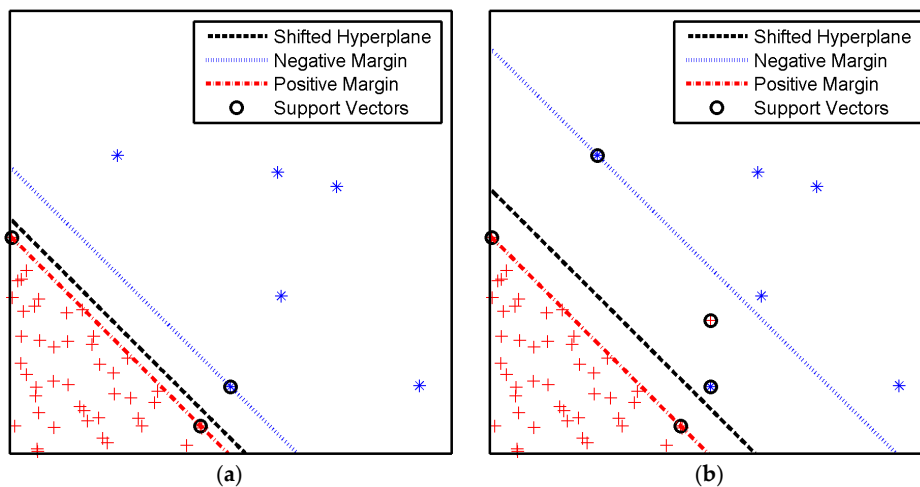 Shifted Hyperplane
Negative Margin
Positive Margin
Support Vectors
Shifted Hyperplane
Negative Margin
Positive Margin
Support Vectors
(a)
(b)